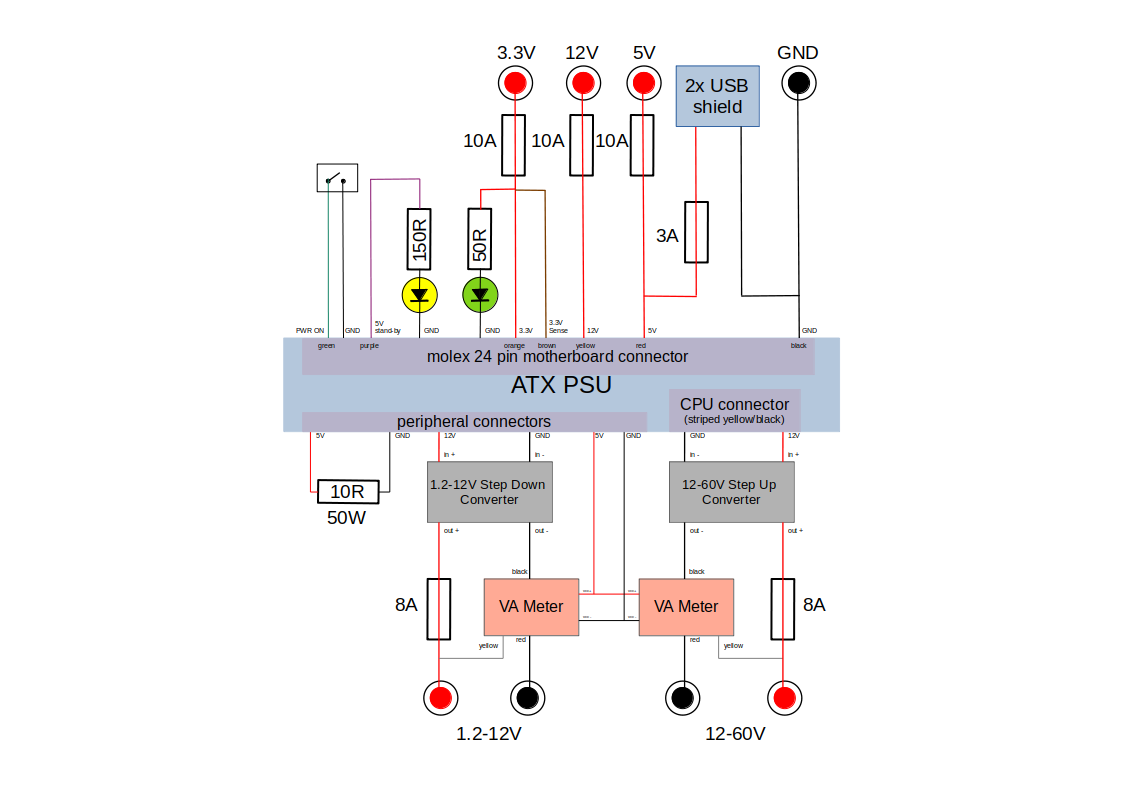 3.3V 12V 5V GND
2x USB
shield
10A 10A 10A
150R 50R 3A
PWR ON GND 5V
stand-by GND GND 3.3V 3.3V
Sense 12V 5V GND
green purple orange brown yellow red black
molex 24 pin motherboard connector
ATX PSU
CPU connector
(striped yellow/black)
peripheral connectors
5V GND 12V GND 5V GND GND 12V
in + in - in - in +
10R
50W
1.2-12V Step Down
Converter
12-60V Step Up
Converter
out + out - out - out +
black black
8A VA Meter VA Meter 8A
yellow red red yellow
1.2-12V 12-60V